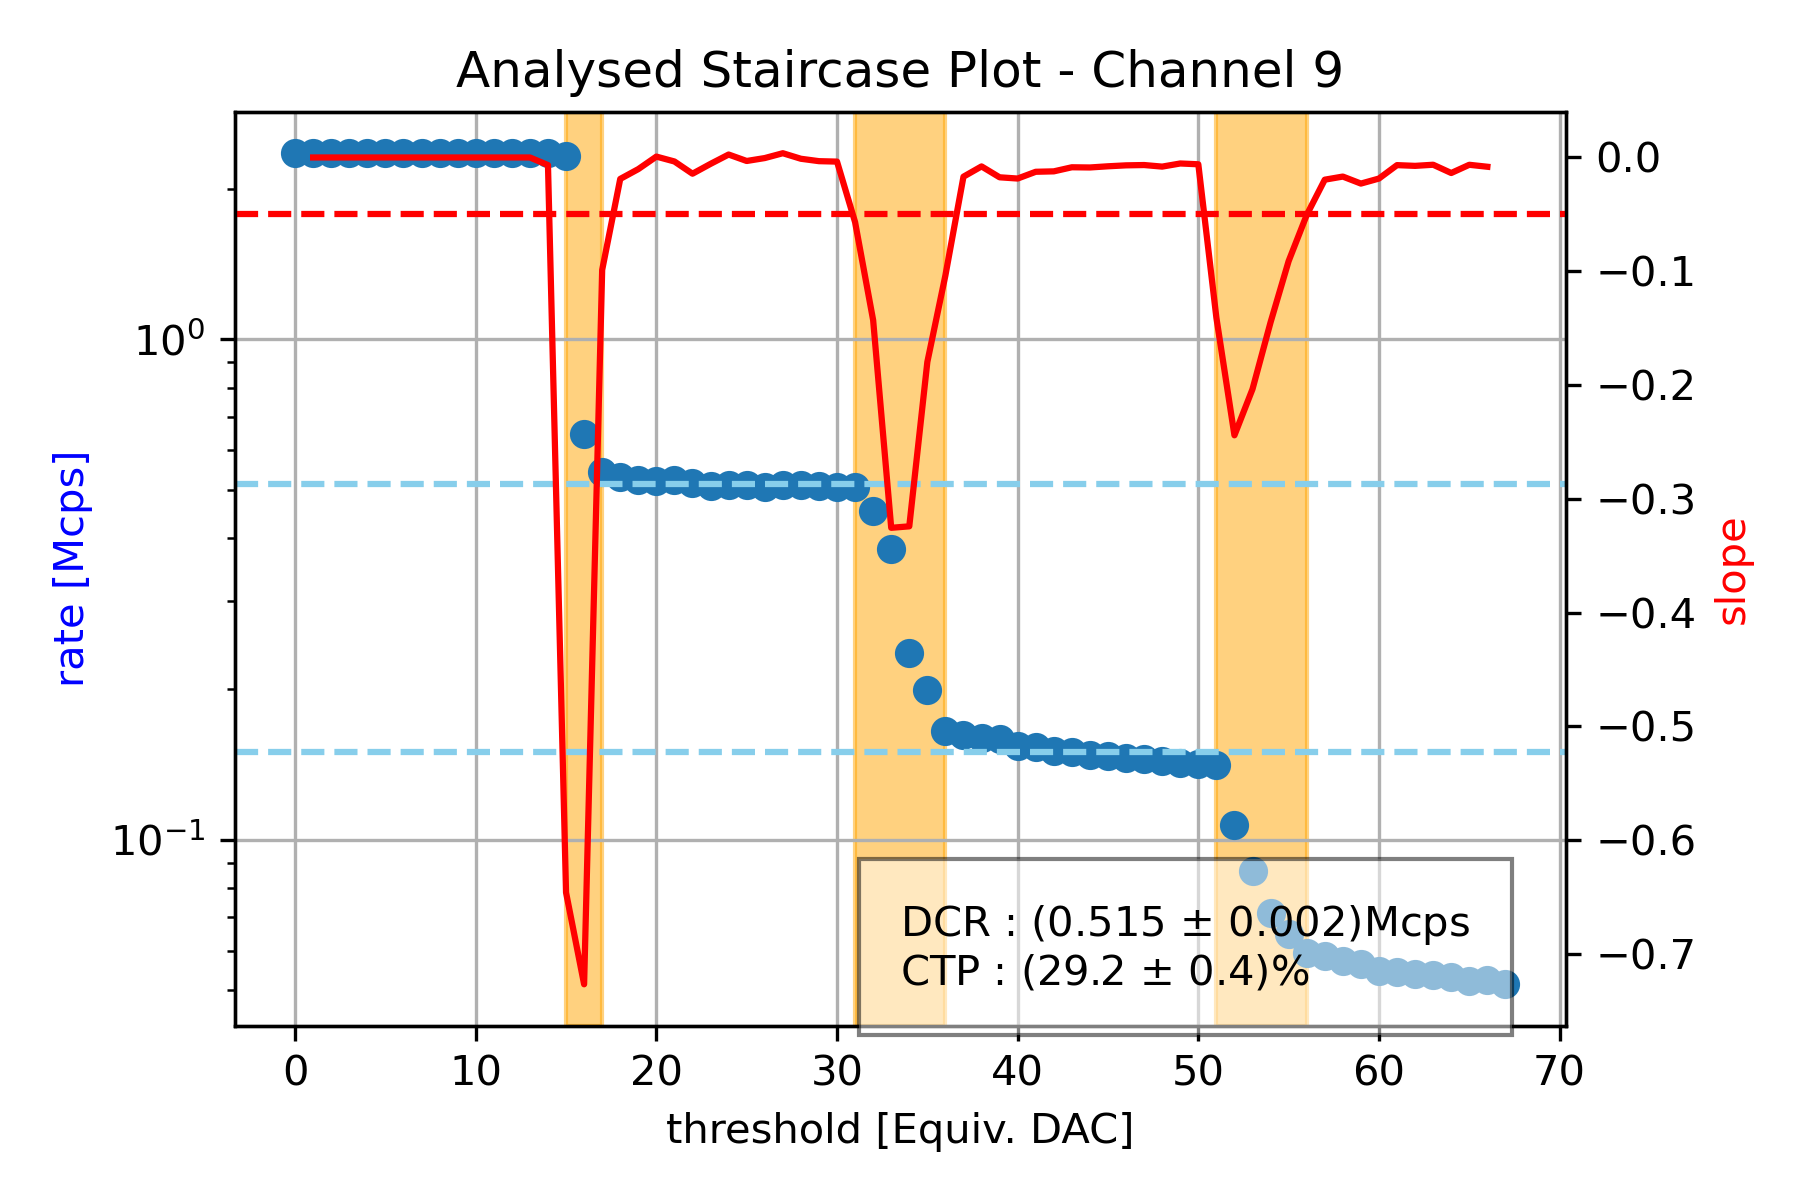 Analysed Staircase Plot - Channel 9
rate [Mcps]
10⁰
10⁻¹
0.0
−0.1
−0.2
−0.3
−0.4
−0.5
−0.6
−0.7
slope
DCR : (0.515 ± 0.002)Mcps
CTP : (29.2 ± 0.4)%
0 10 20 30 40 50 60 70
threshold [Equiv. DAC]